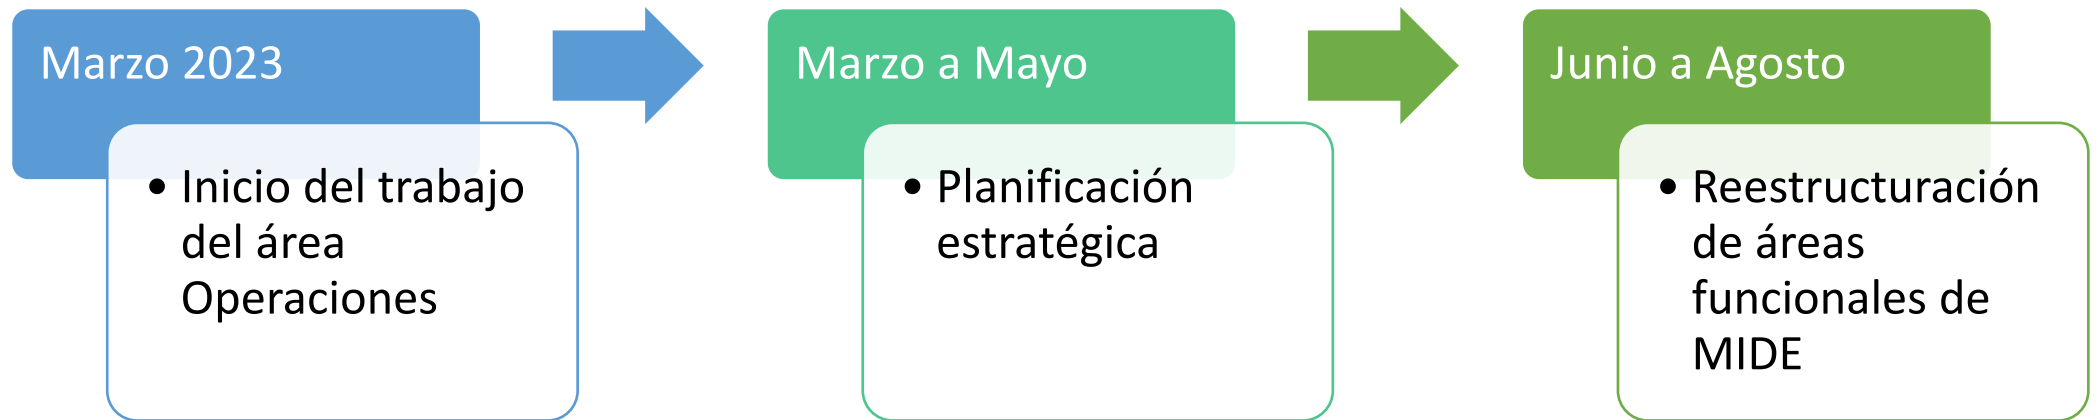 Marzo 2023
• Inicio del trabajo
del área
Operaciones
Marzo a Mayo
• Planificación
estratégica
Junio a Agosto
• Reestructuración
de áreas
funcionales de
MIDE